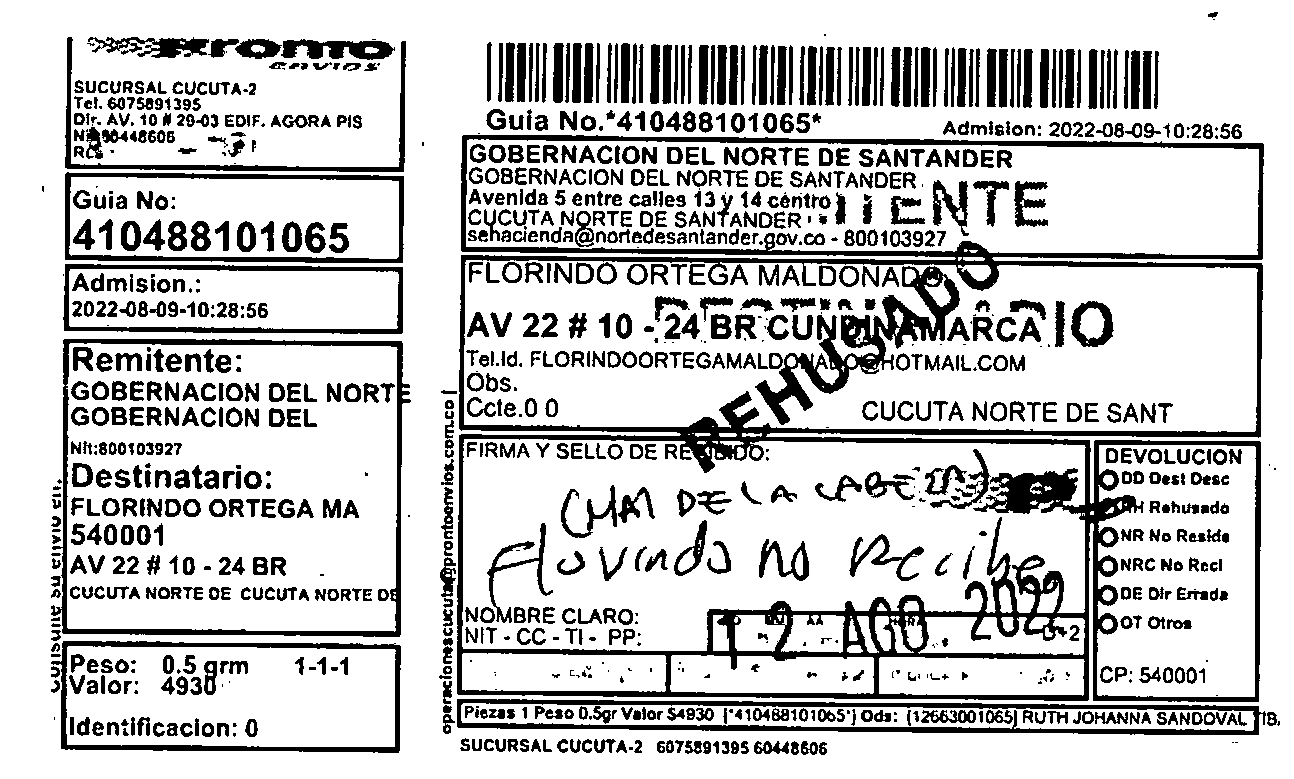 Pronto
envios
SUCURSAL CUCUTA-2
Tel. 6075891395
Dir. AV. 10 # 29-03 EDIF. AGORA PIS
Guia No:
410488101065
Admision.:
2022-08-09-10:28:56
Remitente:
GOBERNACION DEL NORTE
GOBERNACION DEL
Nit:800103927
Destinatario:
FLORINDO ORTEGA MA
540001
AV 22 # 10 - 24 BR
CUCUTA NORTE DE CUCUTA NORTE DE
Peso: 0.5 grm 1-1-1
Valor: 4930
Identificacion: 0
Guia No.*410488101065*
Admision: 2022-08-09-10:28:56
GOBERNACION DEL NORTE DE SANTANDER
GOBERNACION DEL NORTE DE SANTANDER
Avenida 5 entre calles 13 y 14 centro
CUCUTA NORTE DE SANTANDER
sehacienda@nortedesantander.gov.co - 800103927
FLORINDO ORTEGA MALDONADO
AV 22 # 10 - 24 BR CUNDINAMARCA
Tel.Id. FLORINDOORTEGAMALDONADO@HOTMAIL.COM
Obs.
Ccte.0 0 CUCUTA NORTE DE SANT
REHUSADO
operacionescucuta@prontoenvios.com.co |
FIRMA Y SELLO DE RECIBIDO:
DE LA
Florindo no Recibe
12 AGO 2022
NOMBRE CLARO:
NIT - CC - TI - PP:
DEVOLUCION
DD Dest Desc
RH Rehusado
NR No Reside
NRC No Recl
DE Dir Errada
OT Otros
CP: 540001
Piezas 1 Peso 0.5gr Valor $4930 [*410488101065*] Ods: [12663001065] RUTH JOHANNA SANDOVAL TIB.
SUCURSAL CUCUTA-2 6075891395 60448606